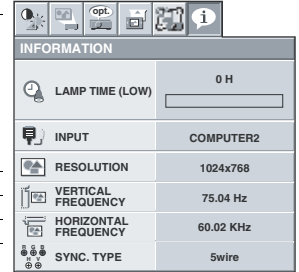 opt.
i
INFORMATION
LAMP TIME (LOW)
0 H
INPUT
COMPUTER2
RESOLUTION
1024x768
VERTICAL
FREQUENCY
75.04 Hz
HORIZONTAL
FREQUENCY
60.02 KHz
H V
SYNC. TYPE
5wire